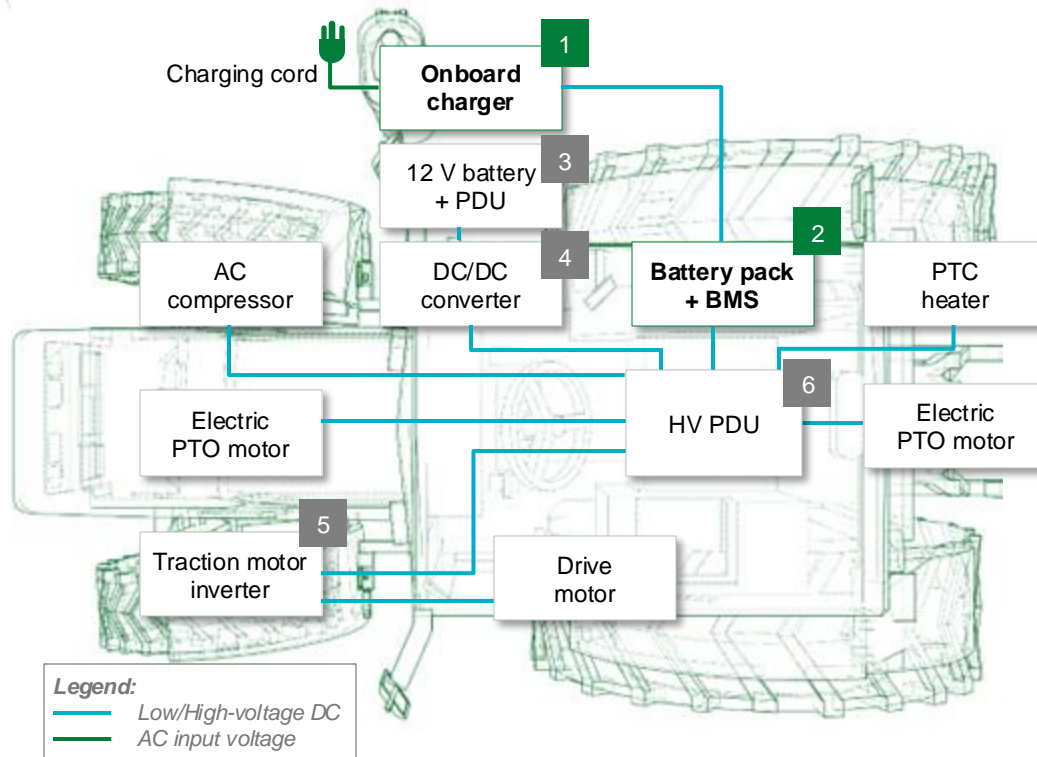 1
Charging cord
Onboard
charger
3
12 V battery
+ PDU
2
4
AC
compressor
DC/DC
converter
Battery pack
+ BMS
PTC
heater
6
Electric
PTO motor
HV PDU
Electric
PTO motor
5
Traction motor
inverter
Drive
motor
Legend:
Low/High-voltage DC
AC input voltage